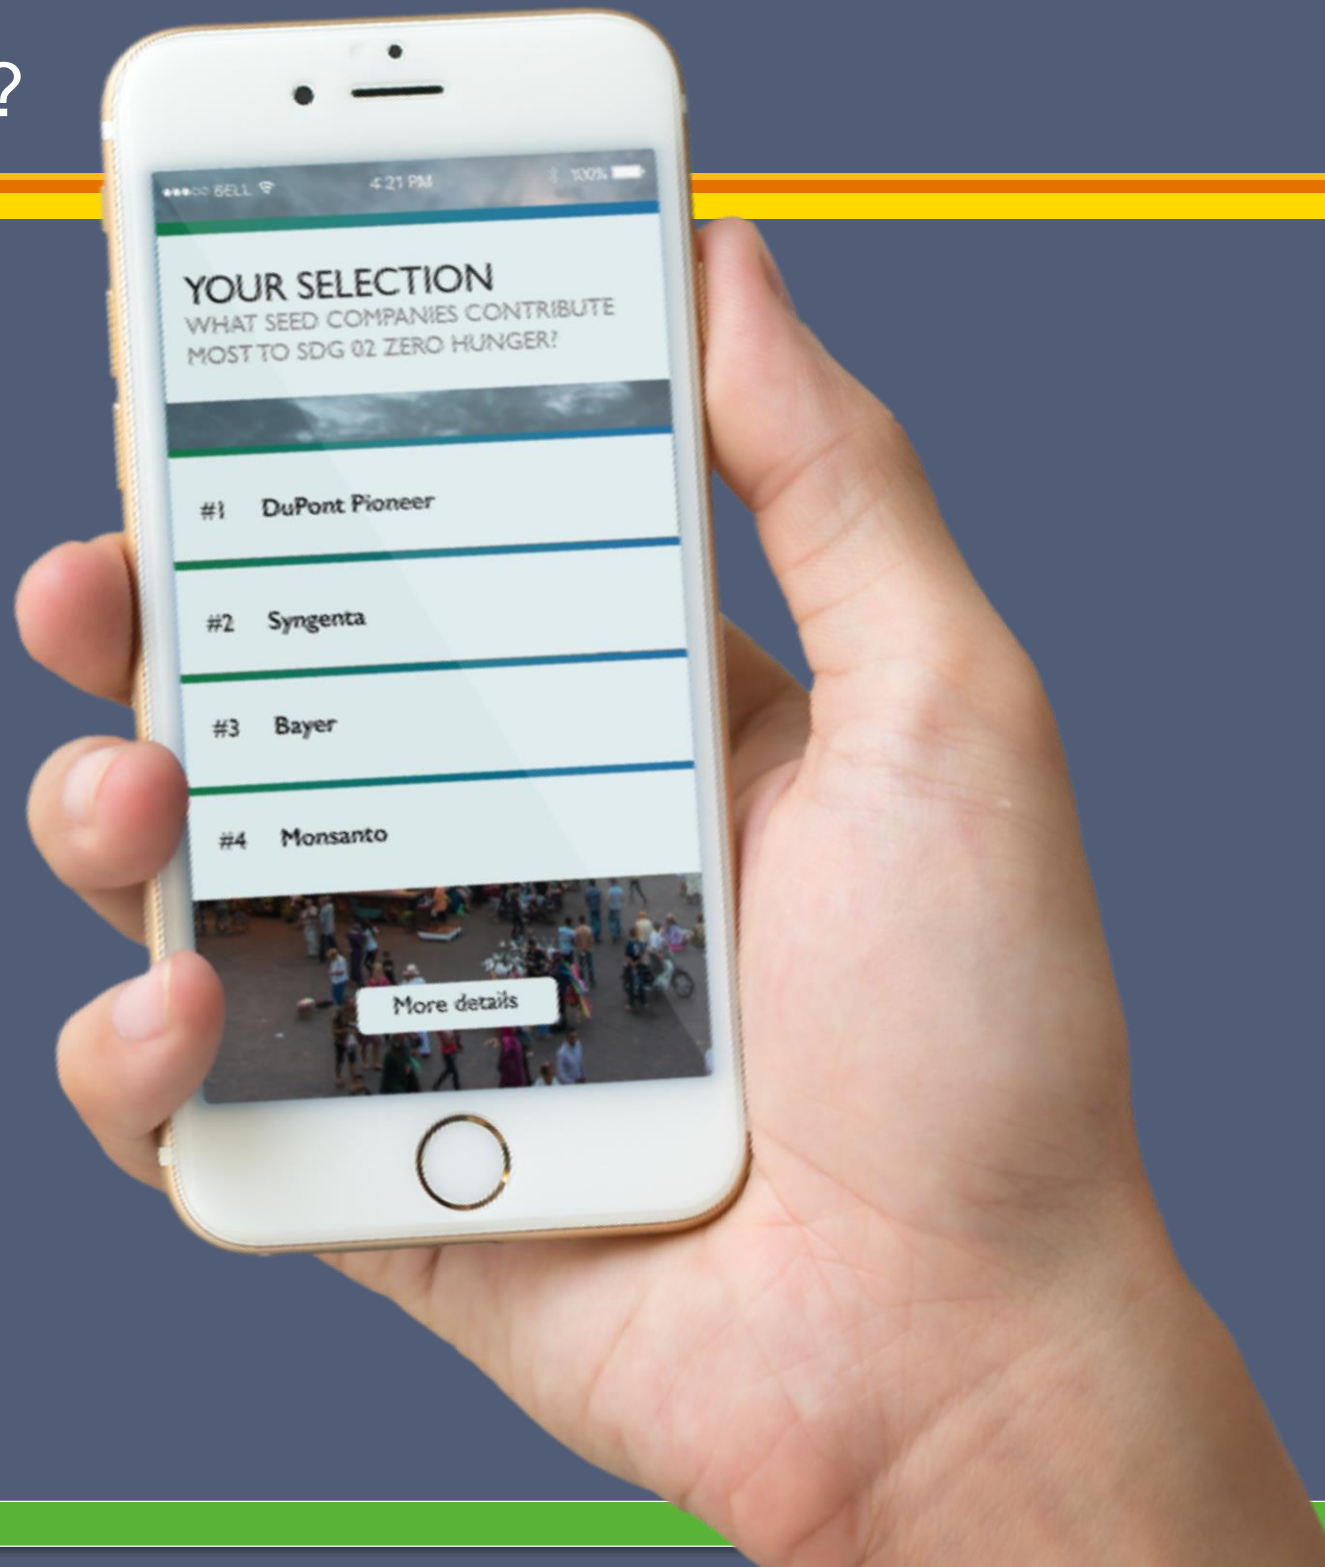 ?
BELL 4:21 PM 100%
YOUR SELECTION
WHAT SEED COMPANIES CONTRIBUTE
MOST TO SDG 02 ZERO HUNGER?
#1 DuPont Pioneer
#2 Syngenta
#3 Bayer
#4 Monsanto
More details